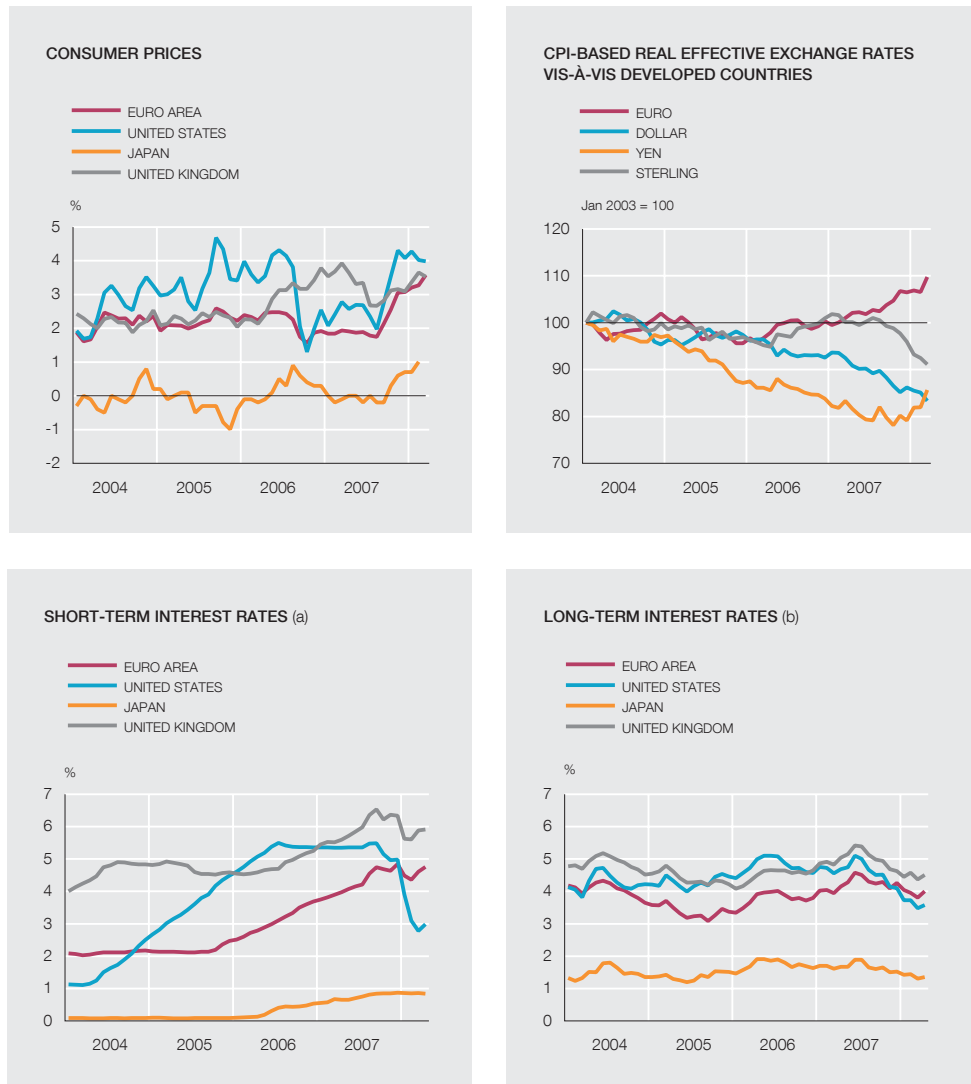 CONSUMER PRICES
EURO AREA
UNITED STATES
JAPAN
UNITED KINGDOM
%
5
4
3
2
1
0
-1
-2
2004 2005 2006 2007
CPI-BASED REAL EFFECTIVE EXCHANGE RATES
VIS-À-VIS DEVELOPED COUNTRIES
EURO
DOLLAR
YEN
STERLING
Jan 2003 = 100
120
110
100
90
80
70
2004 2005 2006 2007
SHORT-TERM INTEREST RATES (a)
EURO AREA
UNITED STATES
JAPAN
UNITED KINGDOM
%
7
6
5
4
3
2
1
0
2004 2005 2006 2007
LONG-TERM INTEREST RATES (b)
EURO AREA
UNITED STATES
JAPAN
UNITED KINGDOM
%
7
6
5
4
3
2
1
0
2004 2005 2006 2007